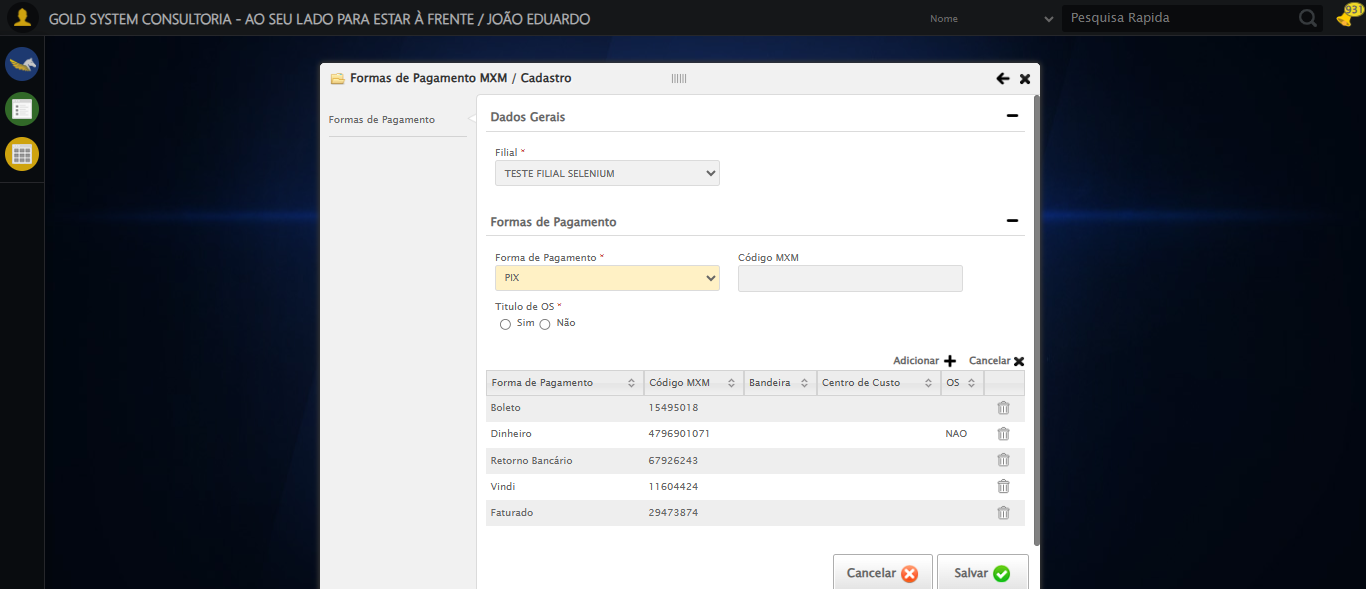 GOLD SYSTEM CONSULTORIA - AO SEU LADO PARA ESTAR À FRENTE / JOÃO EDUARDO
Nome
Pesquisa Rapida
931
Formas de Pagamento MXM / Cadastro
Formas de Pagamento
Dados Gerais
Filial *
TESTE FILIAL SELENIUM
Formas de Pagamento
Forma de Pagamento * Código MXM
PIX
Titulo de OS *
Sim Não
Adicionar Cancelar
Forma de Pagamento Código MXM Bandeira Centro de Custo OS
Boleto 15495018
Dinheiro 4796901071 NAO
Retorno Bancário 67926243
Vindi 11604424
Faturado 29473874
Cancelar Salvar